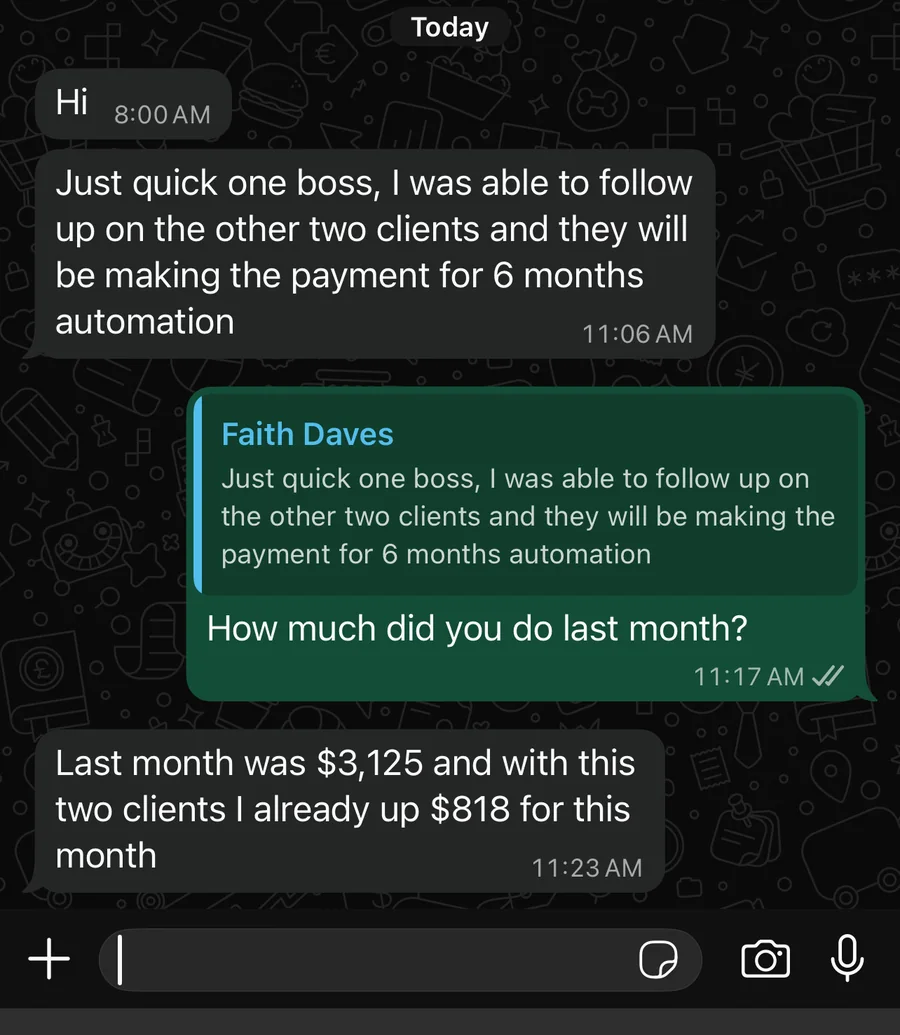 Today
Hi
8:00 AM
Just quick one boss, I was able to follow
up on the other two clients and they will
be making the payment for 6 months
automation
11:06 AM
Faith Daves
Just quick one boss, I was able to follow up on
the other two clients and they will be making the
payment for 6 months automation
How much did you do last month?
11:17 AM
Last month was $3,125 and with this
two clients I already up $818 for this
month
11:23 AM